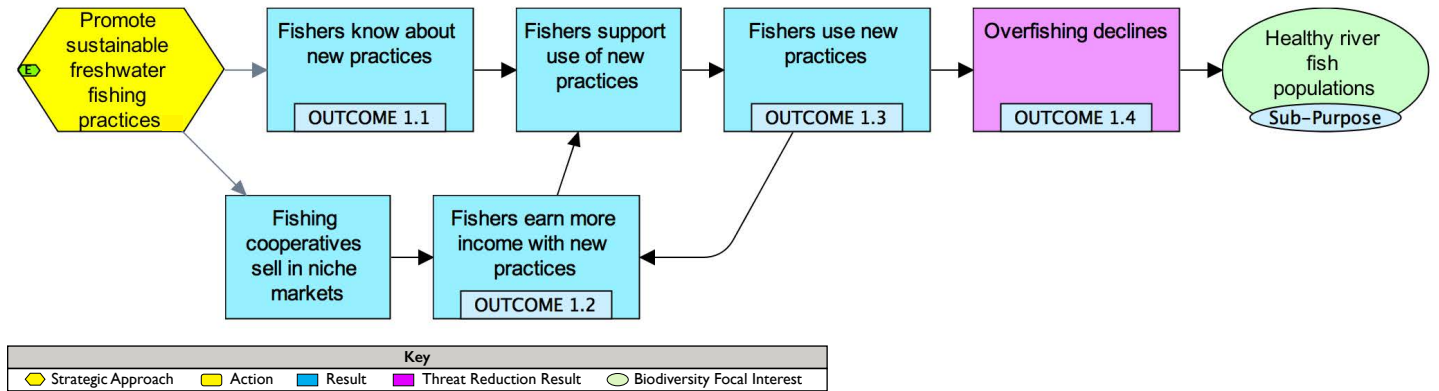 Promote
sustainable
freshwater
fishing
practices
E
Fishers know about
new practices
OUTCOME 1.1
Fishers support
use of new
practices
Fishers use new
practices
OUTCOME 1.3
Overfishing declines
OUTCOME 1.4
Healthy river
fish
populations
Sub-Purpose
Fishing
cooperatives
sell in niche
markets
Fishers earn more
income with new
practices
OUTCOME 1.2
Key
Strategic Approach
Action
Result
Threat Reduction Result
Biodiversity Focal Interest